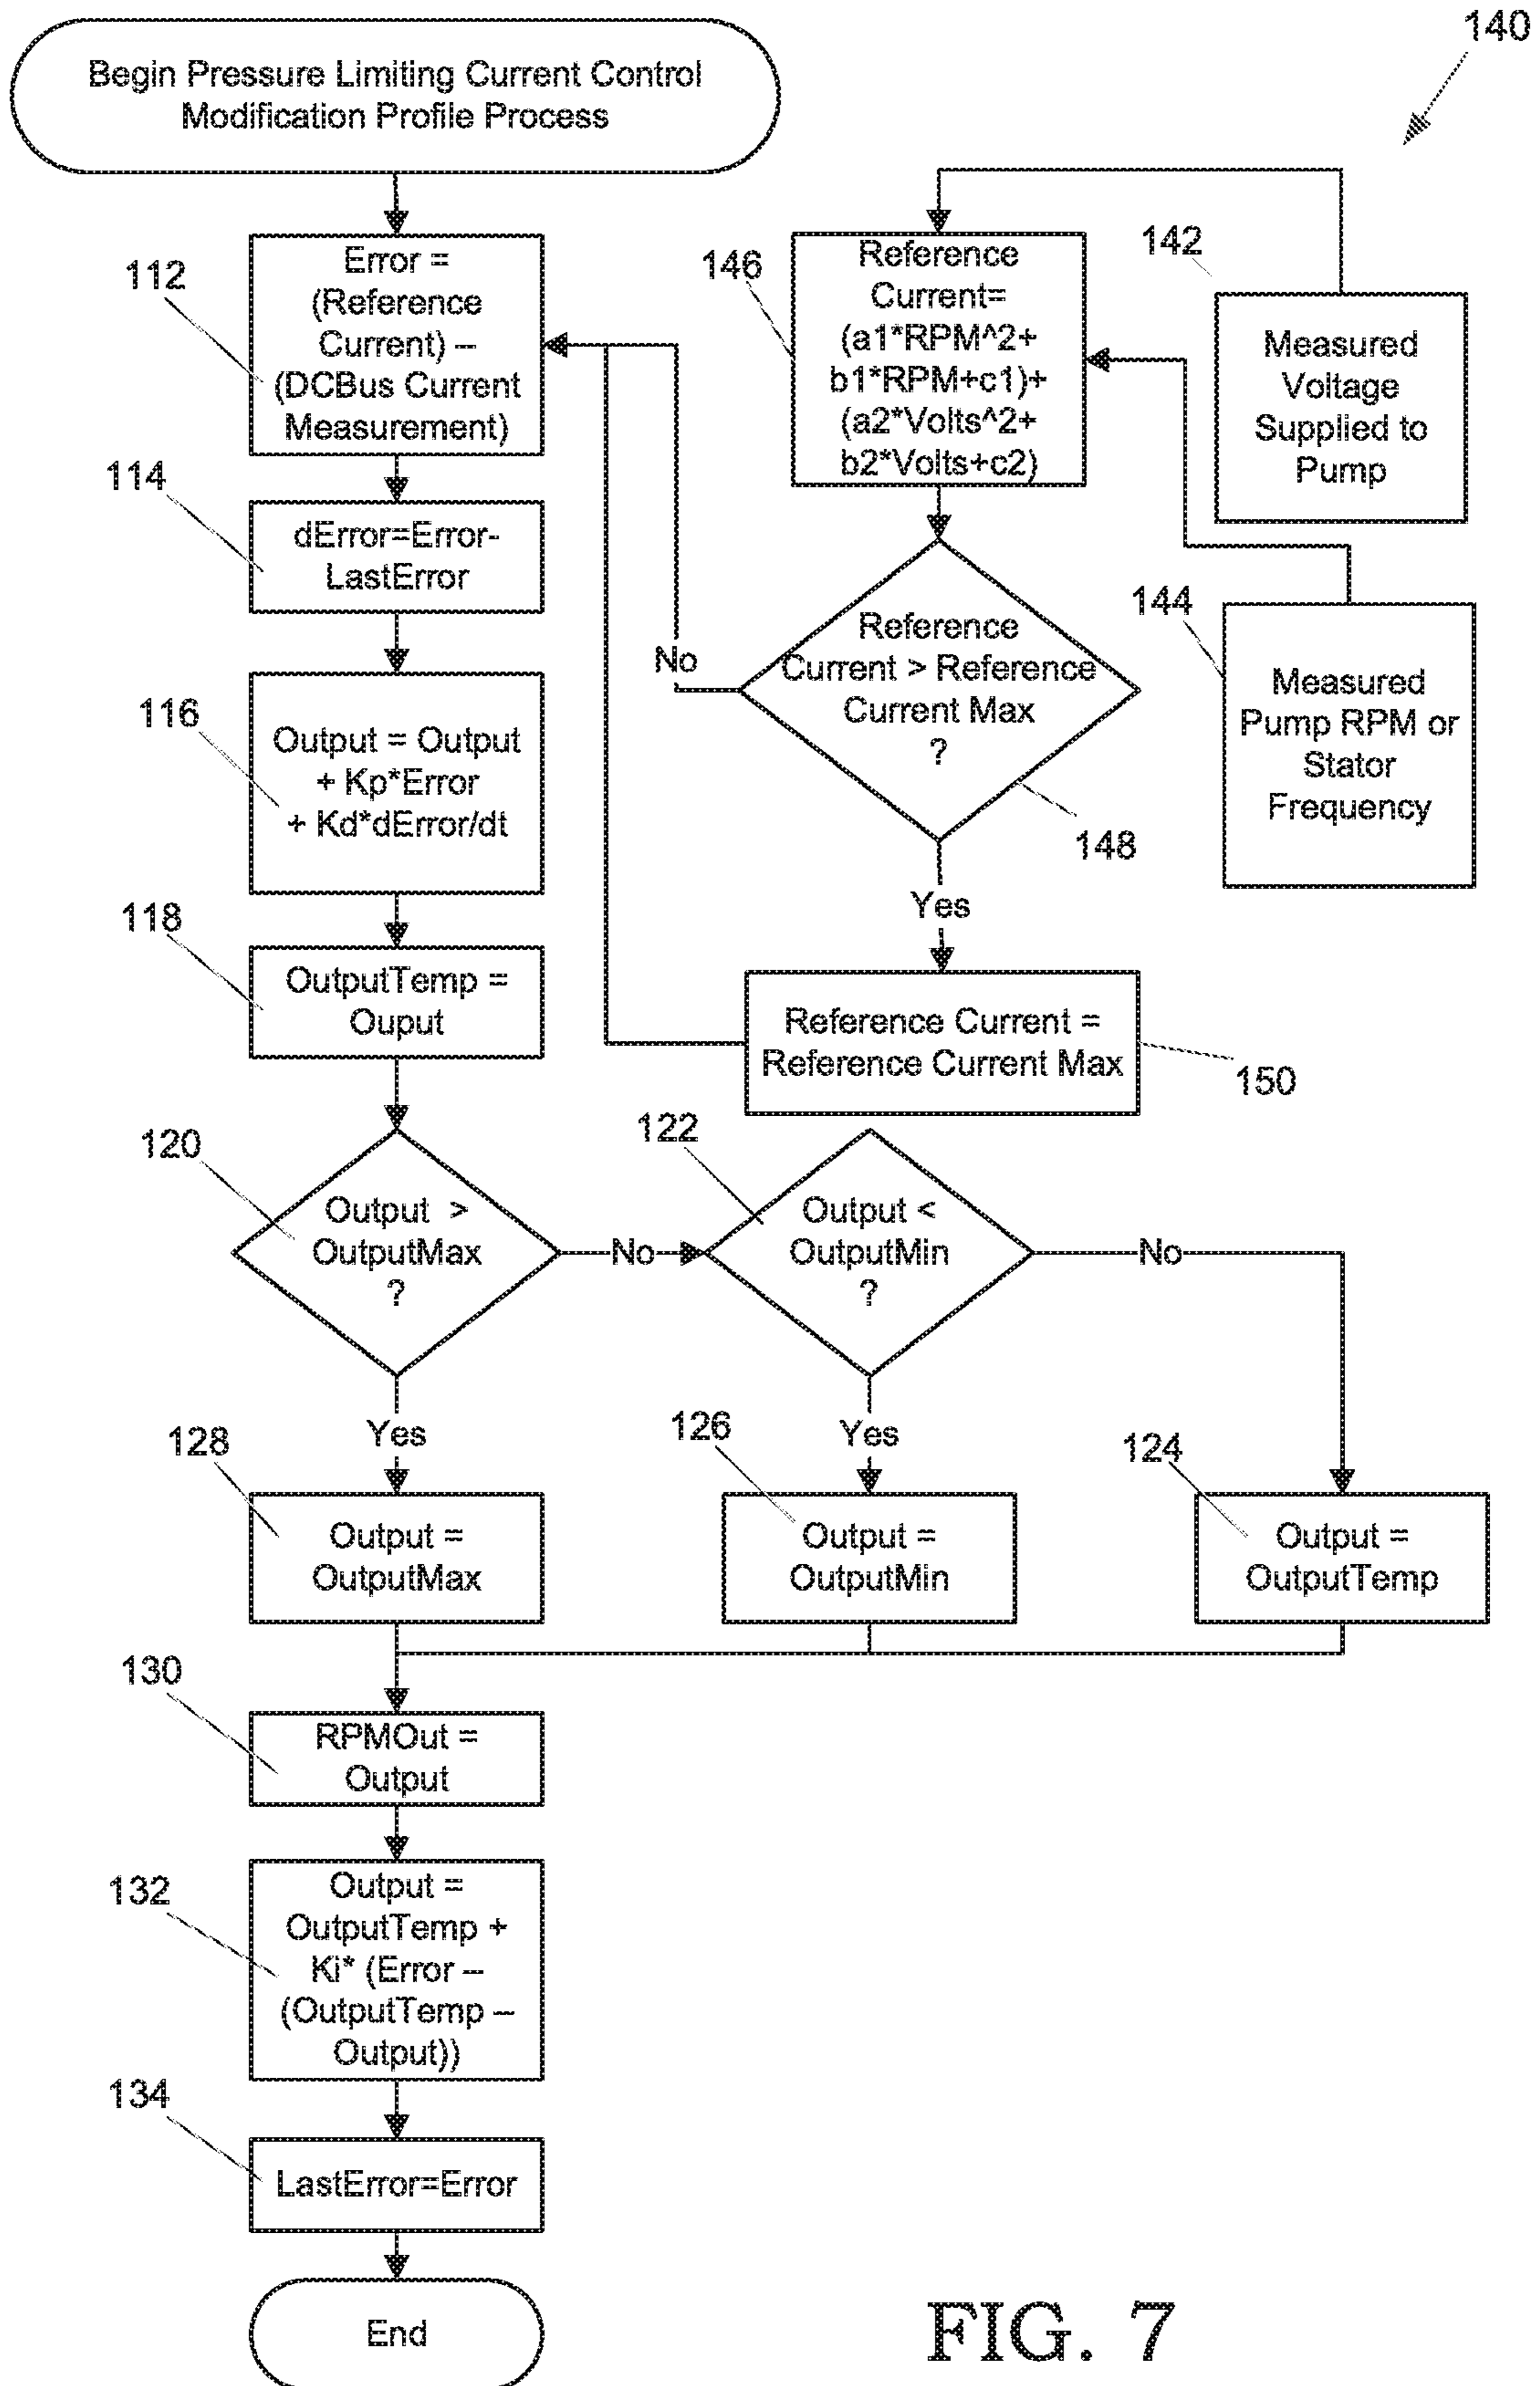 140
Begin Pressure Limiting Current Control
Modification Profile Process
112
Error =
(Reference
Current) –
(DCBus Current
Measurement)
146
Reference
Current=
(a1*RPM^2+
b1*RPM+c1)+
(a2*Volts^2+
b2*Volts+c2)
142
Measured
Voltage
Supplied to
Pump
114
dError=Error-
LastError
144
Measured
Pump RPM or
Stator
Frequency
No
Reference
Current > Reference
Current Max
?
148
Yes
116
Output = Output
+ Kp*Error
+ Kd*dError/dt
118
OutputTemp =
Ouput
Reference Current =
Reference Current Max
150
120
Output >
OutputMax
?
No
122
Output <
OutputMin
?
No
Yes
Yes
128
Output =
OutputMax
126
Output =
OutputMin
124
Output =
OutputTemp
130
RPMOut =
Output
132
Output =
OutputTemp +
Ki* (Error –
(OutputTemp –
Output))
134
LastError=Error
End
FIG. 7